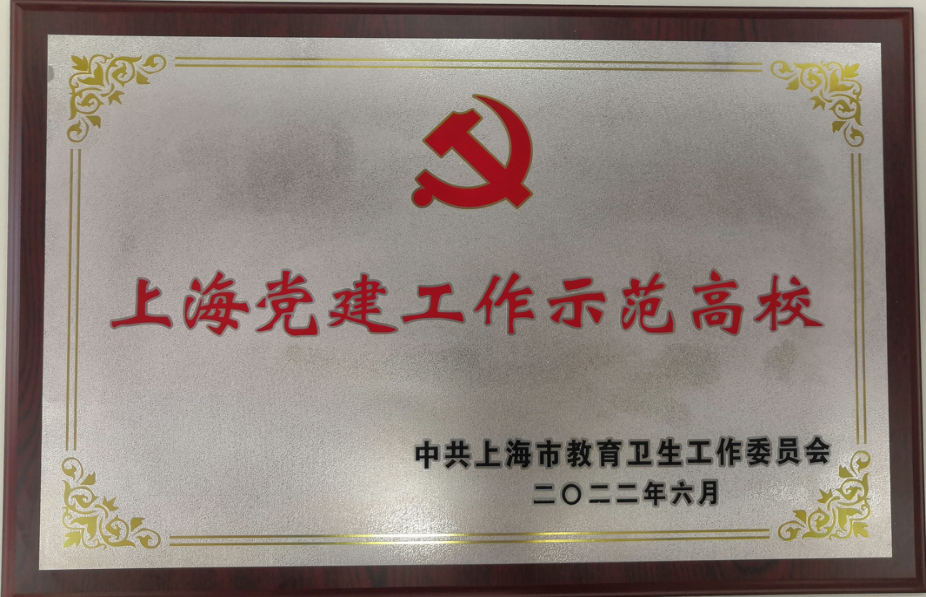 上海党建工作示范高校
中共上海市教育卫生工作委员会
二〇二二年六月